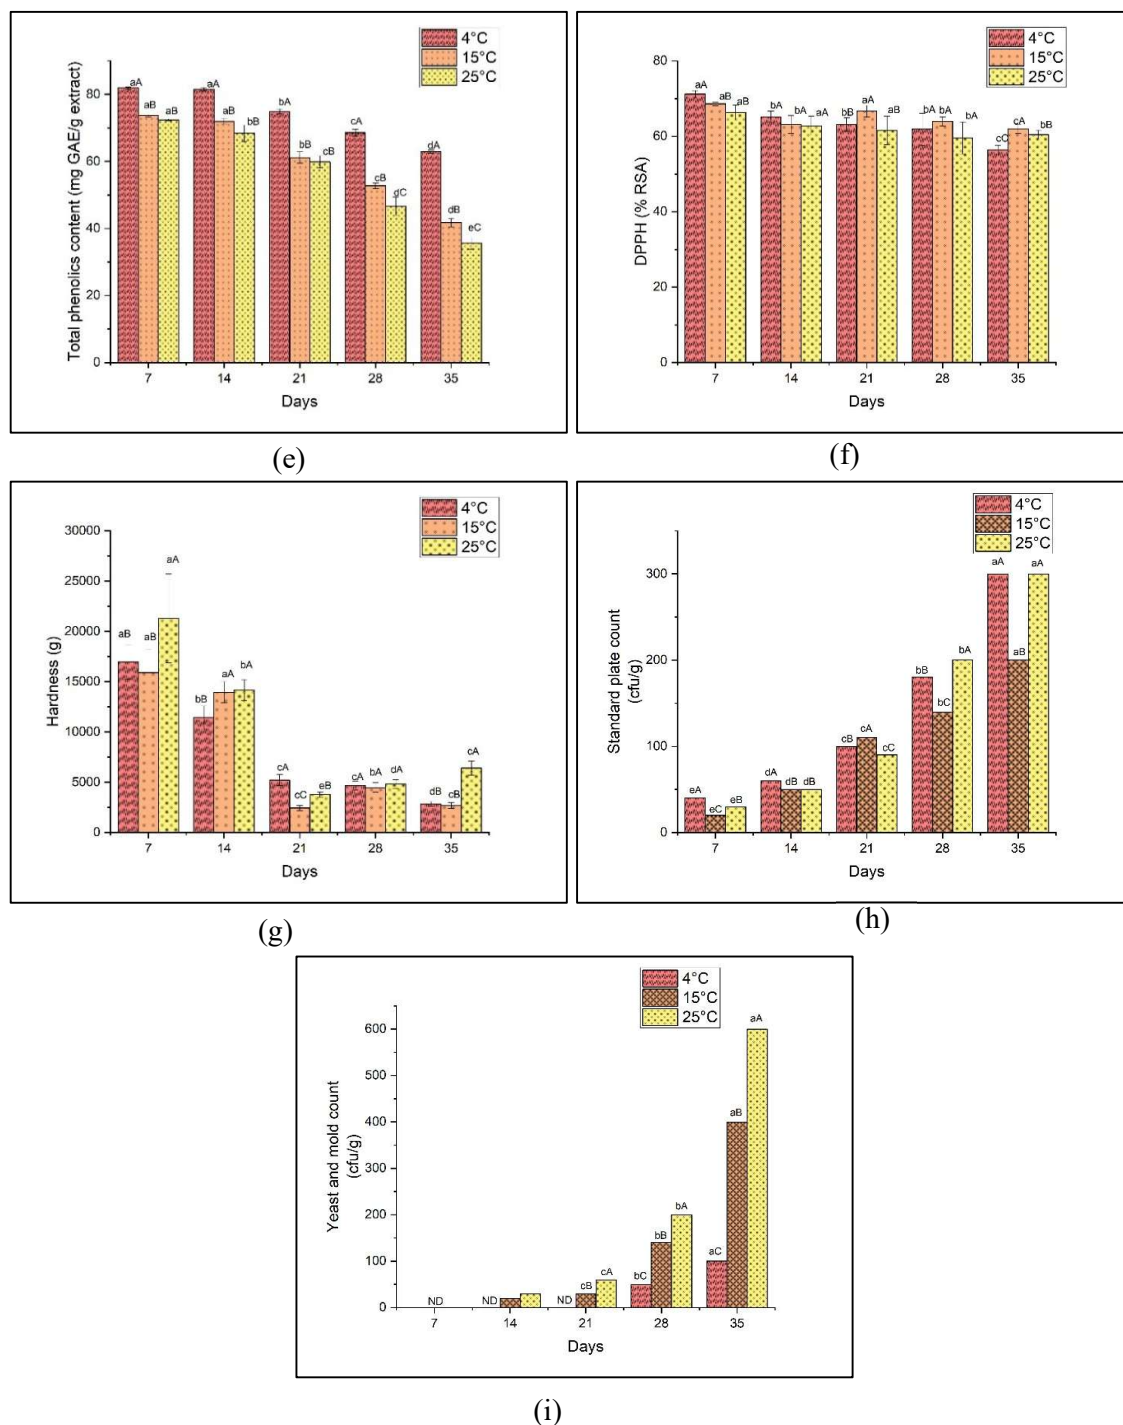 4°C
15°C
25°C
Total phenolics content (mg GAE/g extract)
80
60
40
20
0
aA
aB
aB
aA
aB
bB
bA
bB
cB
cA
cB
dC
dA
dB
eC
7
14
21
28
35
Days
(e)
4°C
15°C
25°C
DPPH (% RSA)
80
60
40
20
0
aA
aB
aB
bA
bA
aA
bB
aA
aB
bA
bA
bA
cC
cA
bB
7
14
21
28
35
Days
(f)
4°C
15°C
25°C
Hardness (g)
30000
25000
20000
15000
10000
5000
0
aB
aB
aA
bB
aA
bA
cA
cC
eB
cA
bA
dA
dB
cB
cA
7
14
21
28
35
Days
(g)
4°C
15°C
25°C
Standard plate count
(cfu/g)
300
200
100
0
eA
eC
eB
dA
dB
dB
cB
cA
cC
bB
bC
bA
aA
aB
aA
7
14
21
28
35
Days
(h)
4°C
15°C
25°C
Yeast and mold count
(cfu/g)
600
500
400
300
200
100
0
ND
ND
ND
cB
cA
bC
bB
bA
aC
aB
aA
7
14
21
28
35
Days
(i)